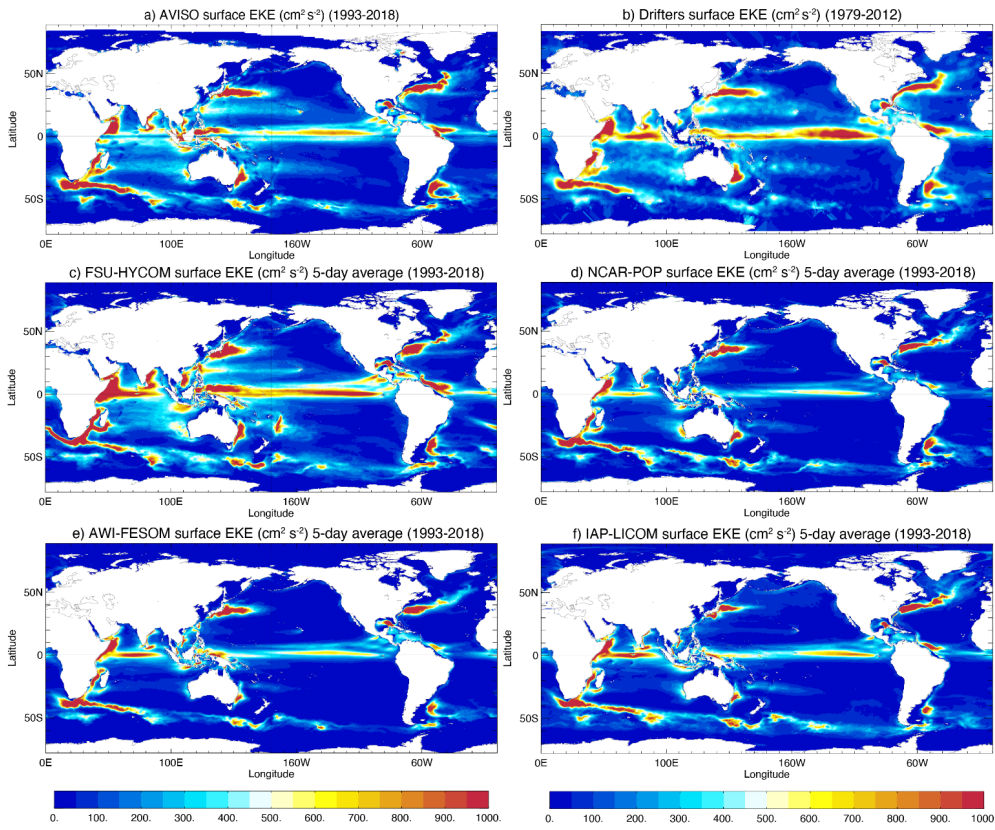 a) AVISO surface EKE (cm² s⁻²) (1993-2018)
b) Drifters surface EKE (cm² s⁻²) (1979-2012)
50N
0
50S
Latitude
0E 100E 160W 60W
Longitude
50N
0
50S
Latitude
0E 100E 160W 60W
Longitude
c) FSU-HYCOM surface EKE (cm² s⁻²) 5-day average (1993-2018)
d) NCAR-POP surface EKE (cm² s⁻²) 5-day average (1993-2018)
50N
0
50S
Latitude
0E 100E 160W 60W
Longitude
50N
0
50S
Latitude
0E 100E 160W 60W
Longitude
e) AWI-FESOM surface EKE (cm² s⁻²) 5-day average (1993-2018)
f) IAP-LICOM surface EKE (cm² s⁻²) 5-day average (1993-2018)
50N
0
50S
Latitude
0E 100E 160W 60W
Longitude
50N
0
50S
Latitude
0E 100E 160W 60W
Longitude
0. 100. 200. 300. 400. 500. 600. 700. 800. 900. 1000.
0. 100. 200. 300. 400. 500. 600. 700. 800. 900. 1000.